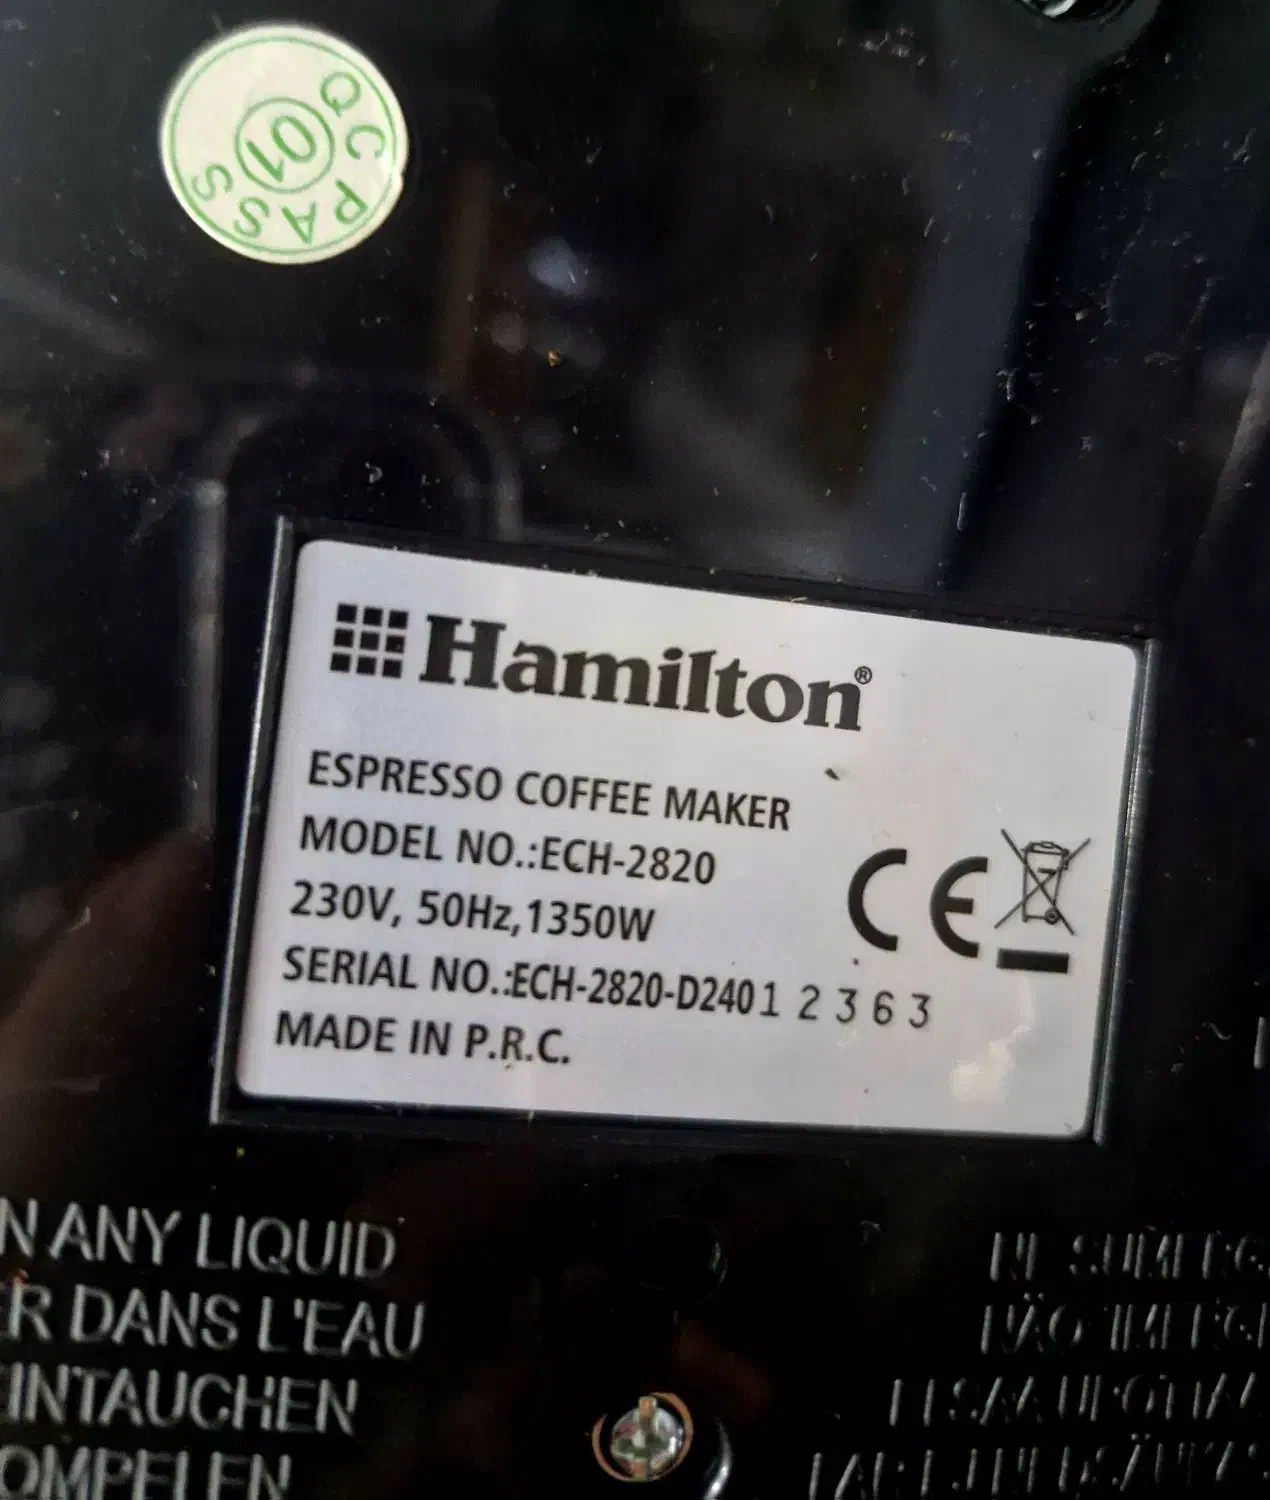 QC PASS
01
Hamilton®
ESPRESSO COFFEE MAKER
MODEL NO.:ECH-2820
230V, 50Hz,1350W
CE
SERIAL NO.:ECH-2820-D2401 2 3 6 3
MADE IN P.R.C.
ANY LIQUID
DANS L'EAU